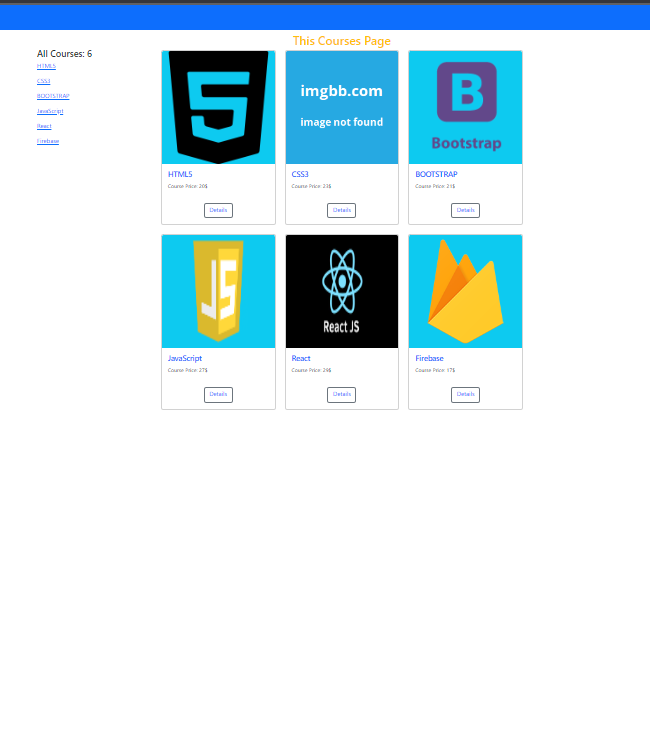 This Courses Page
All Courses: 6
HTML5
CSS3
BOOTSTRAP
JavaScript
React
Firebase
imgbb.com
image not found
B
Bootstrap
HTML5
Course Price: 20$
Details
CSS3
Course Price: 23$
Details
BOOTSTRAP
Course Price: 21$
Details
JS
React JS
JavaScript
Course Price: 27$
Details
React
Course Price: 29$
Details
Firebase
Course Price: 17$
Details